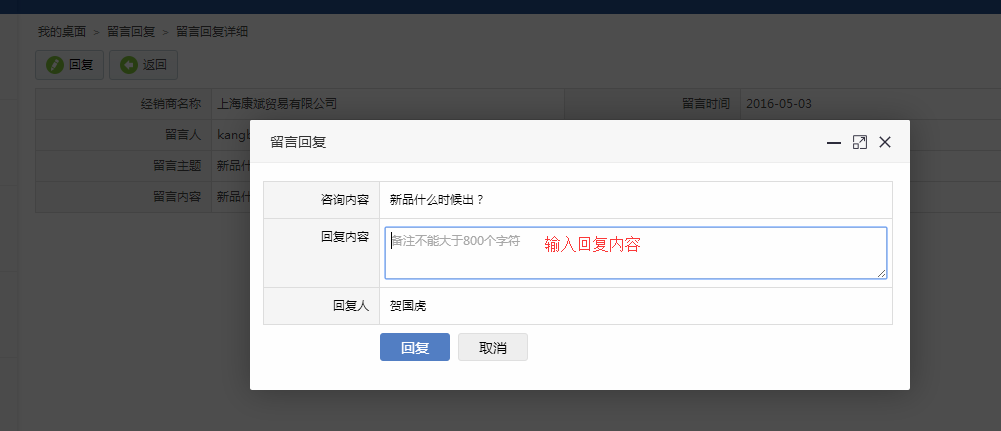 我的桌面 > 留言回复 > 留言回复详细
回复 返回
经销商名称 上海康斌贸易有限公司 留言时间 2016-05-03
留言人 kangb
留言主题 新品什
留言内容 新品什
留言回复
咨询内容 新品什么时候出？
回复内容 备注不能大于800个字符 输入回复内容
回复人 贺国虎
回复 取消